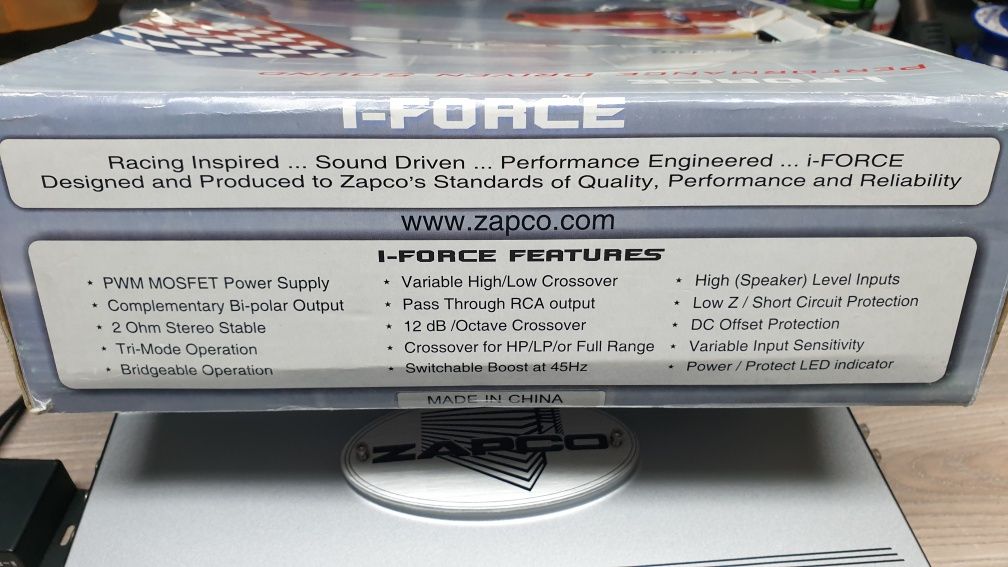 PERFORMANCE DRIVEN SOUND
I-FORCE
I-FORCE
Racing Inspired ... Sound Driven ... Performance Engineered ... i-FORCE
Designed and Produced to Zapco's Standards of Quality, Performance and Reliability
www.zapco.com
I-FORCE FEATURES
* PWM MOSFET Power Supply
* Complementary Bi-polar Output
* 2 Ohm Stereo Stable
* Tri-Mode Operation
* Bridgeable Operation
* Variable High/Low Crossover
* Pass Through RCA output
* 12 dB /Octave Crossover
* Crossover for HP/LP/or Full Range
* Switchable Boost at 45Hz
* High (Speaker) Level Inputs
* Low Z / Short Circuit Protection
* DC Offset Protection
* Variable Input Sensitivity
* Power / Protect LED indicator
MADE IN CHINA
ZAPCO